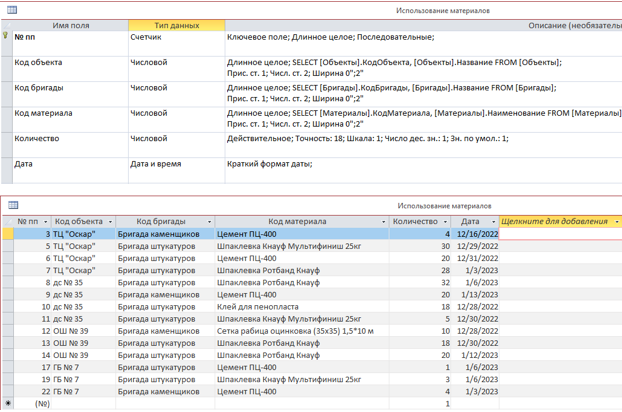 Использование материалов
Имя поля Тип данных Описание (необязатель
№ пп Счетчик Ключевое поле; Длинное целое; Последовательные;
Код объекта Числовой Длинное целое; SELECT [Объекты].КодОбъекта, [Объекты].Название FROM [Объекты];
Прис. ст. 1; Числ. ст. 2; Ширина 0";2"
Код бригады Числовой Длинное целое; SELECT [Бригады].КодБригады, [Бригады].Название FROM [Бригады];
Прис. ст. 1; Числ. ст. 2; Ширина 0";2"
Код материала Числовой Длинное целое; SELECT [Материалы].КодМатериала, [Материалы].Наименование FROM [Материалы]
Прис. ст. 1; Числ. ст. 2; Ширина 0";2"
Количество Числовой Действительное; Точность: 18; Шкала: 1; Число дес. зн.: 1; Зн. по умол.: 1;
Дата Дата и время Краткий формат даты;
Использование материалов
№ пп Код объекта Код бригады Код материала Количество Дата Щелкните для добавления
3 ТЦ "Оскар" Бригада каменщиков Цемент ПЦ-400 4 12/16/2022
5 ТЦ "Оскар" Бригада штукатуров Шпаклевка Кнауф Мультифиниш 25кг 30 12/29/2022
6 ТЦ "Оскар" Бригада штукатуров Цемент ПЦ-400 20 12/31/2022
7 ТЦ "Оскар" Бригада штукатуров Шпаклевка Ротбанд Кнауф 28 1/3/2023
8 дс № 35 Бригада штукатуров Шпаклевка Ротбанд Кнауф 32 1/6/2023
9 дс № 35 Бригада каменщиков Цемент ПЦ-400 20 1/13/2023
10 дс № 35 Бригада штукатуров Клей для пенопласта 18 12/28/2022
11 дс № 35 Бригада штукатуров Шпаклевка Кнауф Мультифиниш 25кг 5 12/30/2022
12 ОШ № 39 Бригада каменщиков Сетка рабица оцинковка (35х35) 1,5*10 м 10 12/28/2022
13 ОШ № 39 Бригада штукатуров Шпаклевка Ротбанд Кнауф 18 12/30/2022
14 ОШ № 39 Бригада штукатуров Шпаклевка Ротбанд Кнауф 20 1/12/2023
17 ГБ № 7 Бригада штукатуров Цемент ПЦ-400 1 1/6/2023
19 ГБ № 7 Бригада штукатуров Шпаклевка Кнауф Мультифиниш 25кг 3 1/6/2023
22 ГБ № 7 Бригада каменщиков Цемент ПЦ-400 4 1/3/2023
(№) 1